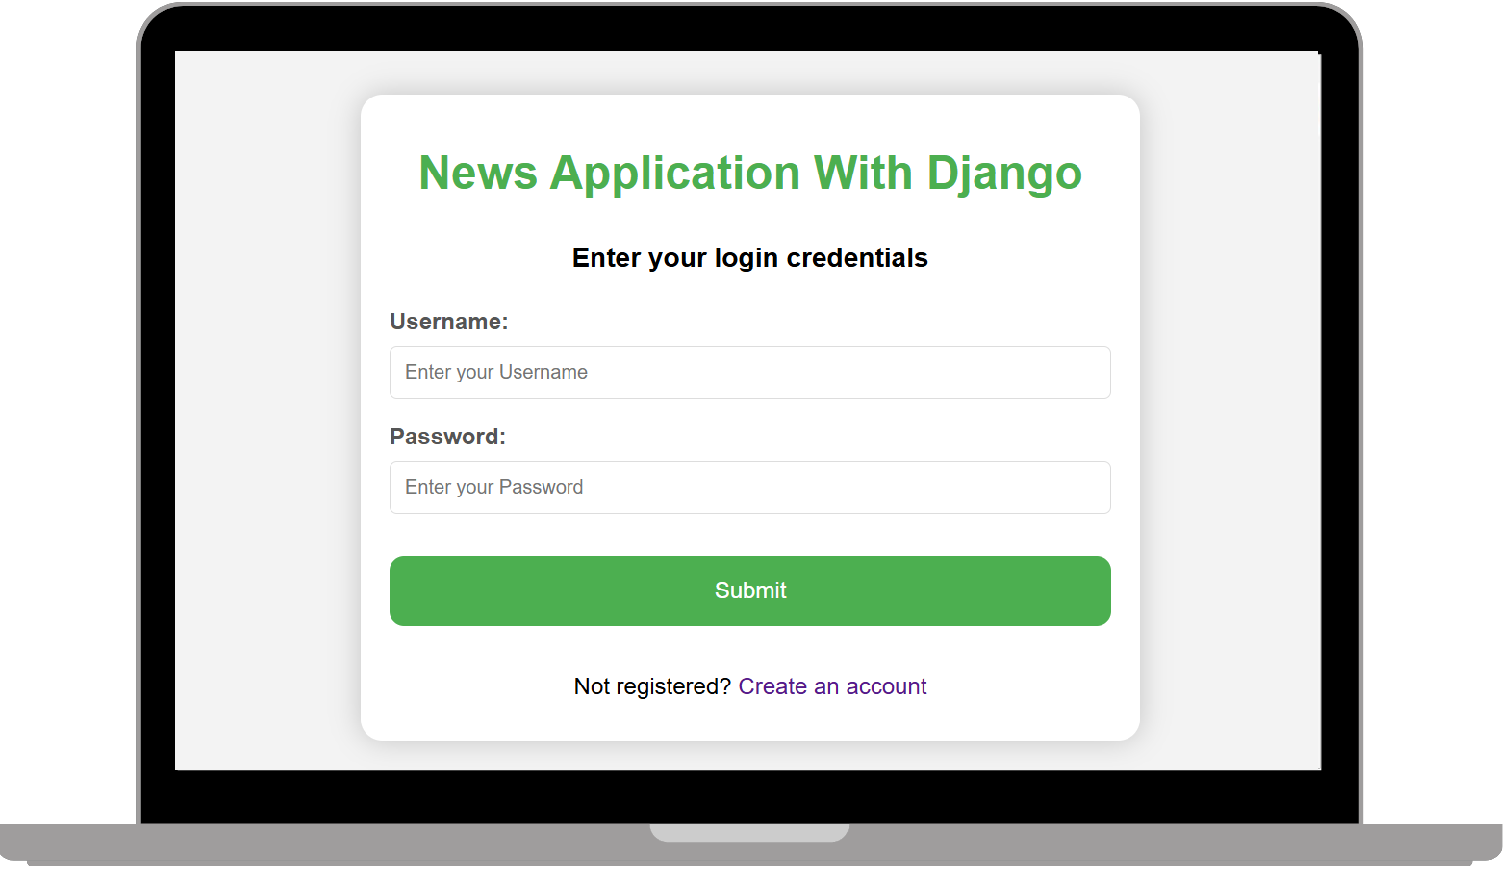 News Application With Django
Enter your login credentials
Username:
Enter your Username
Password:
Enter your Password
Submit
Not registered? Create an account